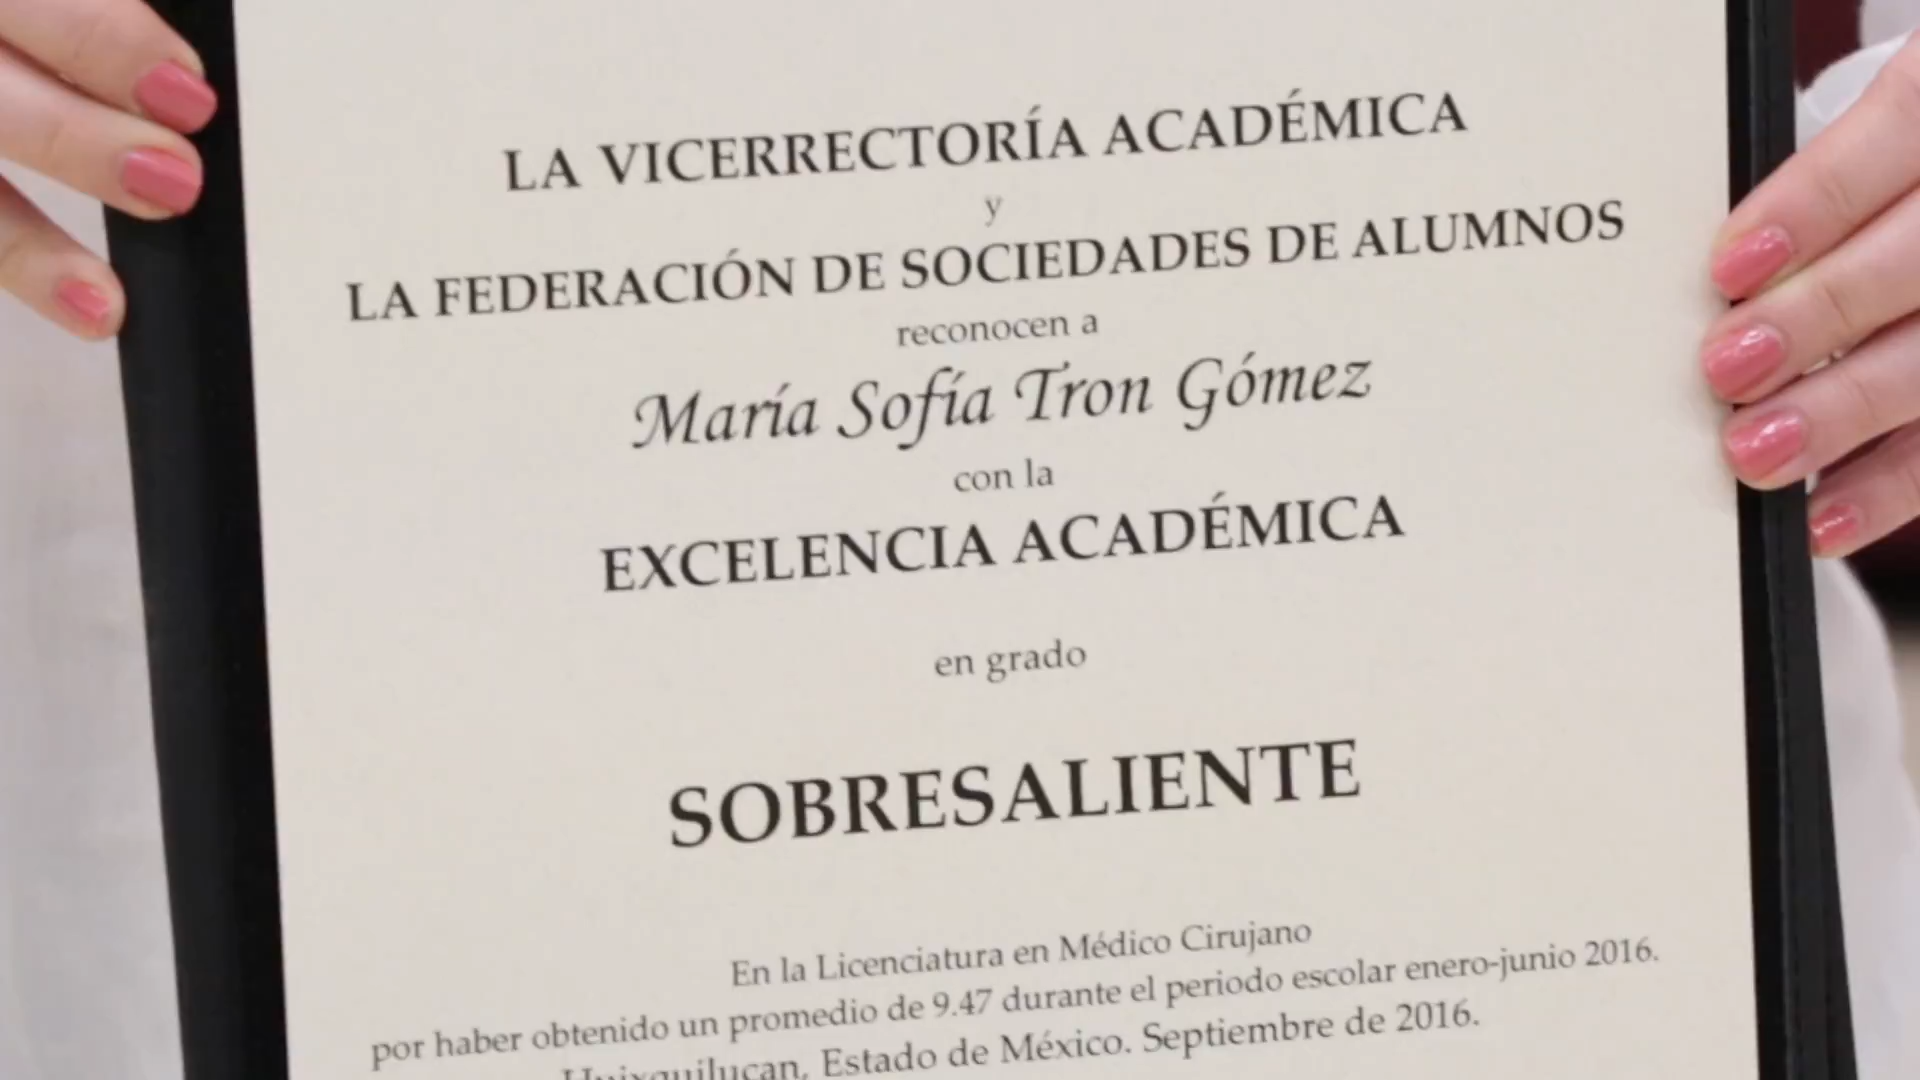 LA VICERRECTORÍA ACADÉMICA
y
LA FEDERACIÓN DE SOCIEDADES DE ALUMNOS
reconocen a
María Sofía Tron Gómez
con la
EXCELENCIA ACADÉMICA
en grado
SOBRESALIENTE
En la Licenciatura en Médico Cirujano
por haber obtenido un promedio de 9.47 durante el periodo escolar enero-junio 2016.
Huixquilucan, Estado de México. Septiembre de 2016.